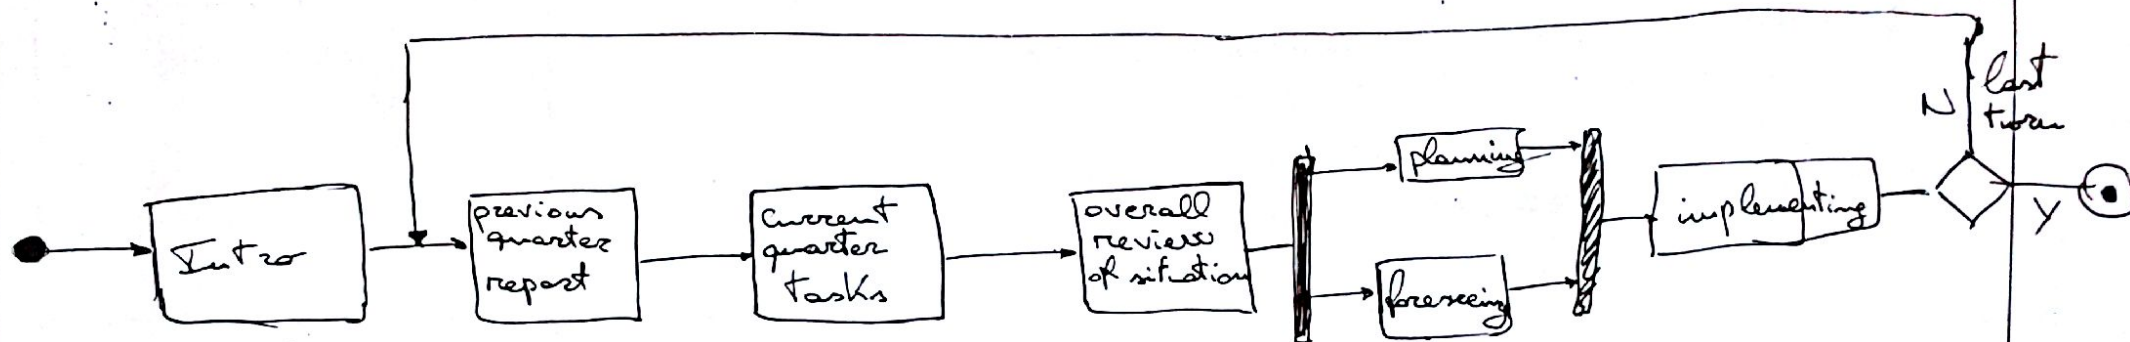 Intro
previous
quarter
report
current
quarter
tasks
overall
review
of situation
planning
foreseeing
implementing
N
last
turn
Y